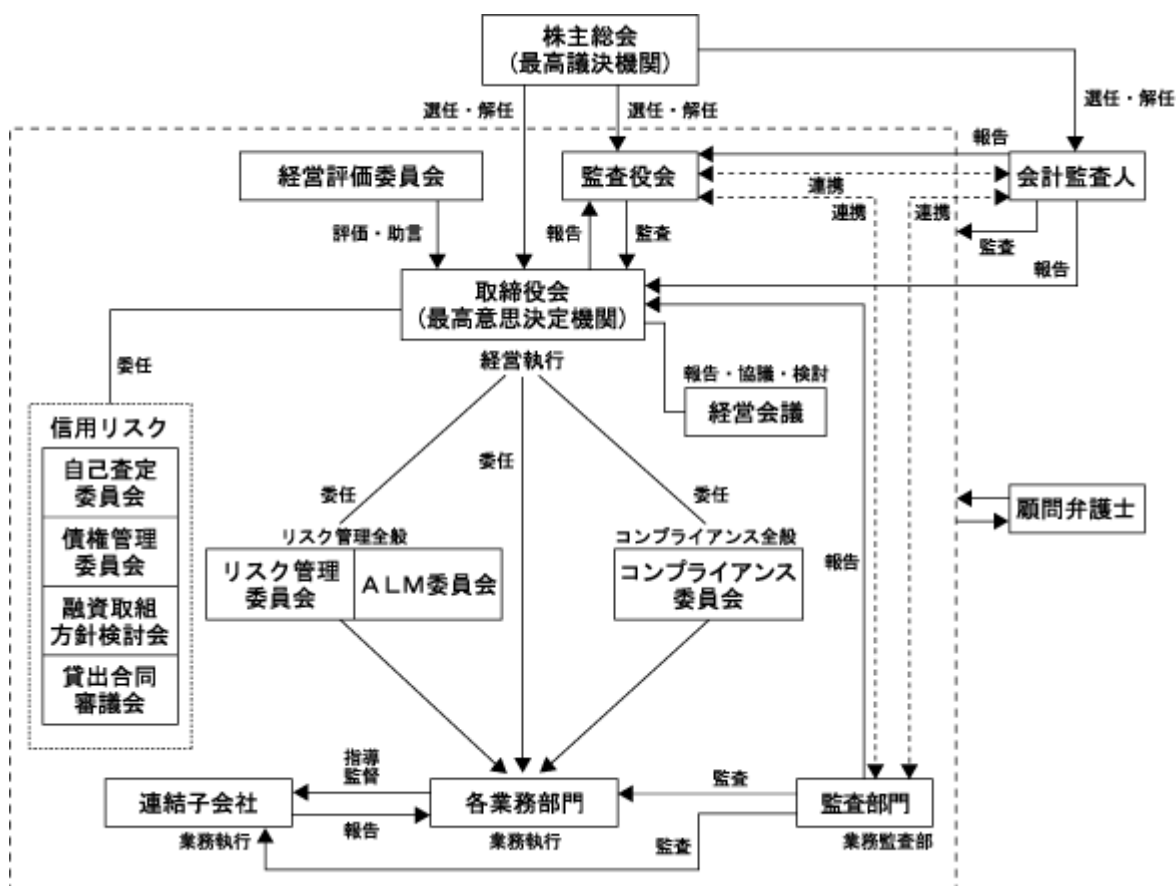 株主総会
(最高議決機関)
選任・解任
選任・解任
選任・解任
報告
経営評価委員会
監査役会
会計監査人
連携
連携
連携
評価・助言
報告
監査
監査
報告
取締役会
(最高意思決定機関)
経営執行
委任
報告・協議・検討
経営会議
信用リスク
自己査定
委員会
債権管理
委員会
融資取組
方針検討会
貸出合同
審議会
委任
委任
委任
顧問弁護士
リスク管理全般
コンプライアンス全般
リスク管理
委員会
ALM委員会
コンプライアンス
委員会
報告
指導
監督
連結子会社
業務執行
報告
各業務部門
業務執行
監査
監査
監査部門
業務監査部